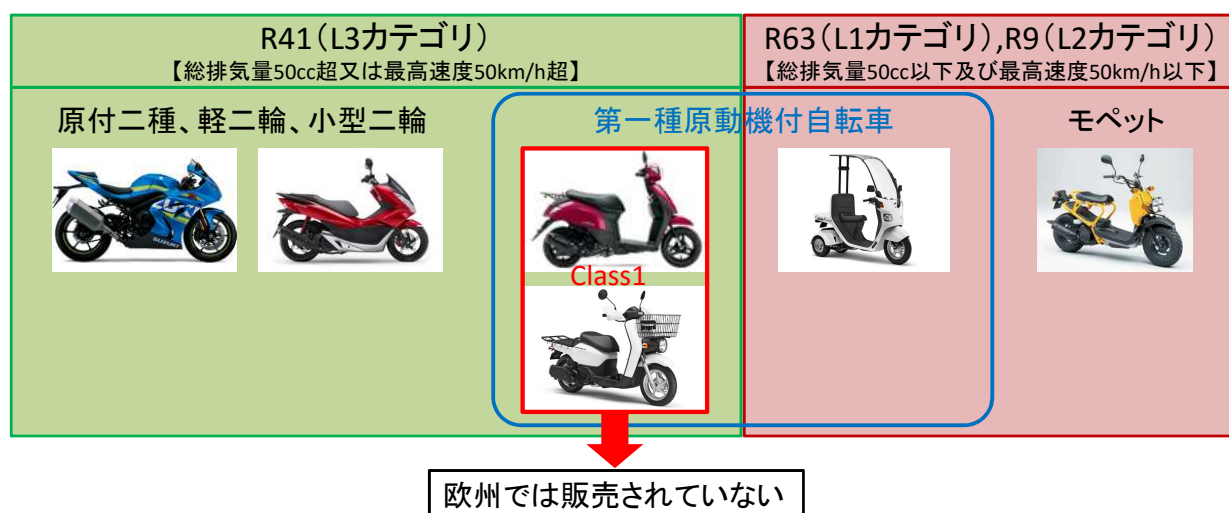 R41（L3カテゴリ）
【総排気量50cc超又は最高速度50km/h超】
R63（L1カテゴリ）,R9（L2カテゴリ）
【総排気量50cc以下及び最高速度50km/h以下】
原付二種、軽二輪、小型二輪
第一種原動機付自転車
モペット
SUZUKI
Class1
欧州では販売されていない